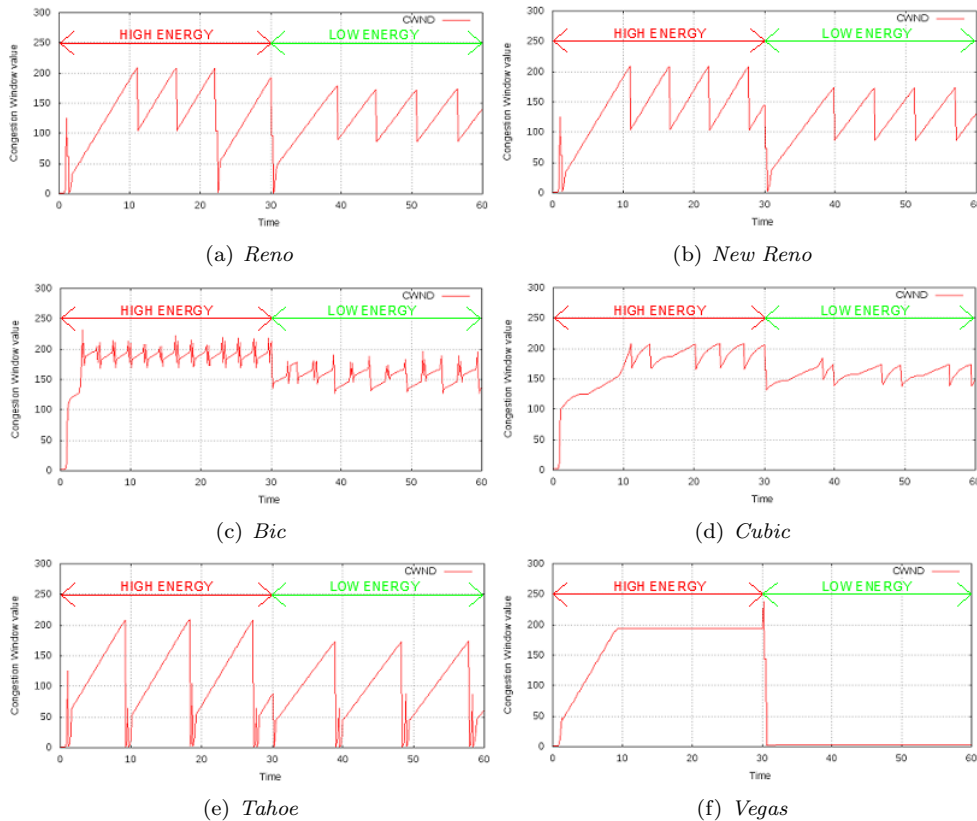 CWND
HIGH ENERGY LOW ENERGY
Congestion Window value
300
250
200
150
100
50
0
0 10 20 30 40 50 60
Time
(a) Reno
CWND
HIGH ENERGY LOW ENERGY
Congestion Window value
300
250
200
150
100
50
0
0 10 20 30 40 50 60
Time
(b) New Reno
CWND
HIGH ENERGY LOW ENERGY
Congestion Window value
300
250
200
150
100
50
0
0 10 20 30 40 50 60
Time
(c) Bic
CWND
HIGH ENERGY LOW ENERGY
Congestion Window value
300
250
200
150
100
50
0
0 10 20 30 40 50 60
Time
(d) Cubic
CWND
HIGH ENERGY LOW ENERGY
Congestion Window value
300
250
200
150
100
50
0
0 10 20 30 40 50 60
Time
(e) Tahoe
CWND
HIGH ENERGY LOW ENERGY
Congestion Window value
300
250
200
150
100
50
0
0 10 20 30 40 50 60
Time
(f) Vegas